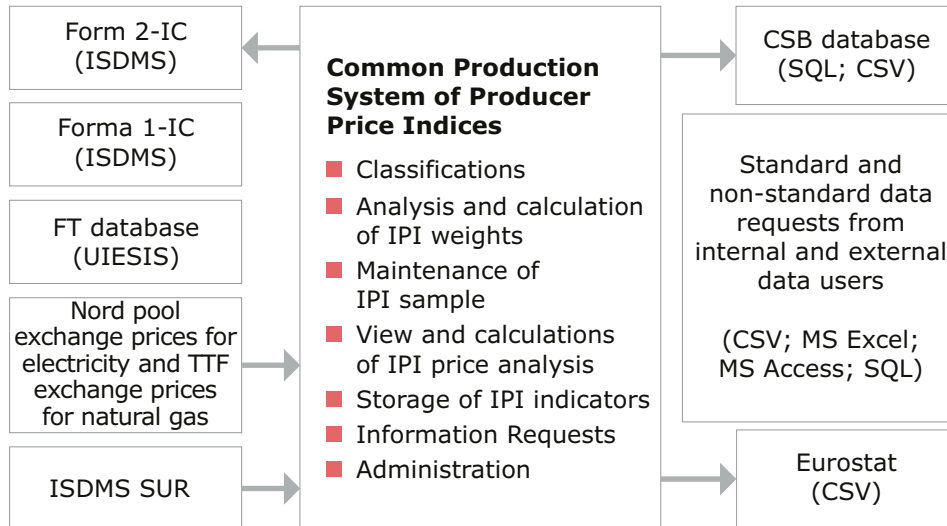 Form 2-IC
(ISDMS)
Forma 1-IC
(ISDMS)
FT database
(UIESIS)
Nord pool
exchange prices for
electricity and TTF
exchange prices
for natural gas
ISDMS SUR
Common Production
System of Producer
Price Indices
Classifications
Analysis and calculation
of IPI weights
Maintenance of
IPI sample
View and calculations
of IPI price analysis
Storage of IPI indicators
Information Requests
Administration
CSB database
(SQL; CSV)
Standard and
non-standard data
requests from
internal and external
data users
(CSV; MS Excel;
MS Access; SQL)
Eurostat
(CSV)